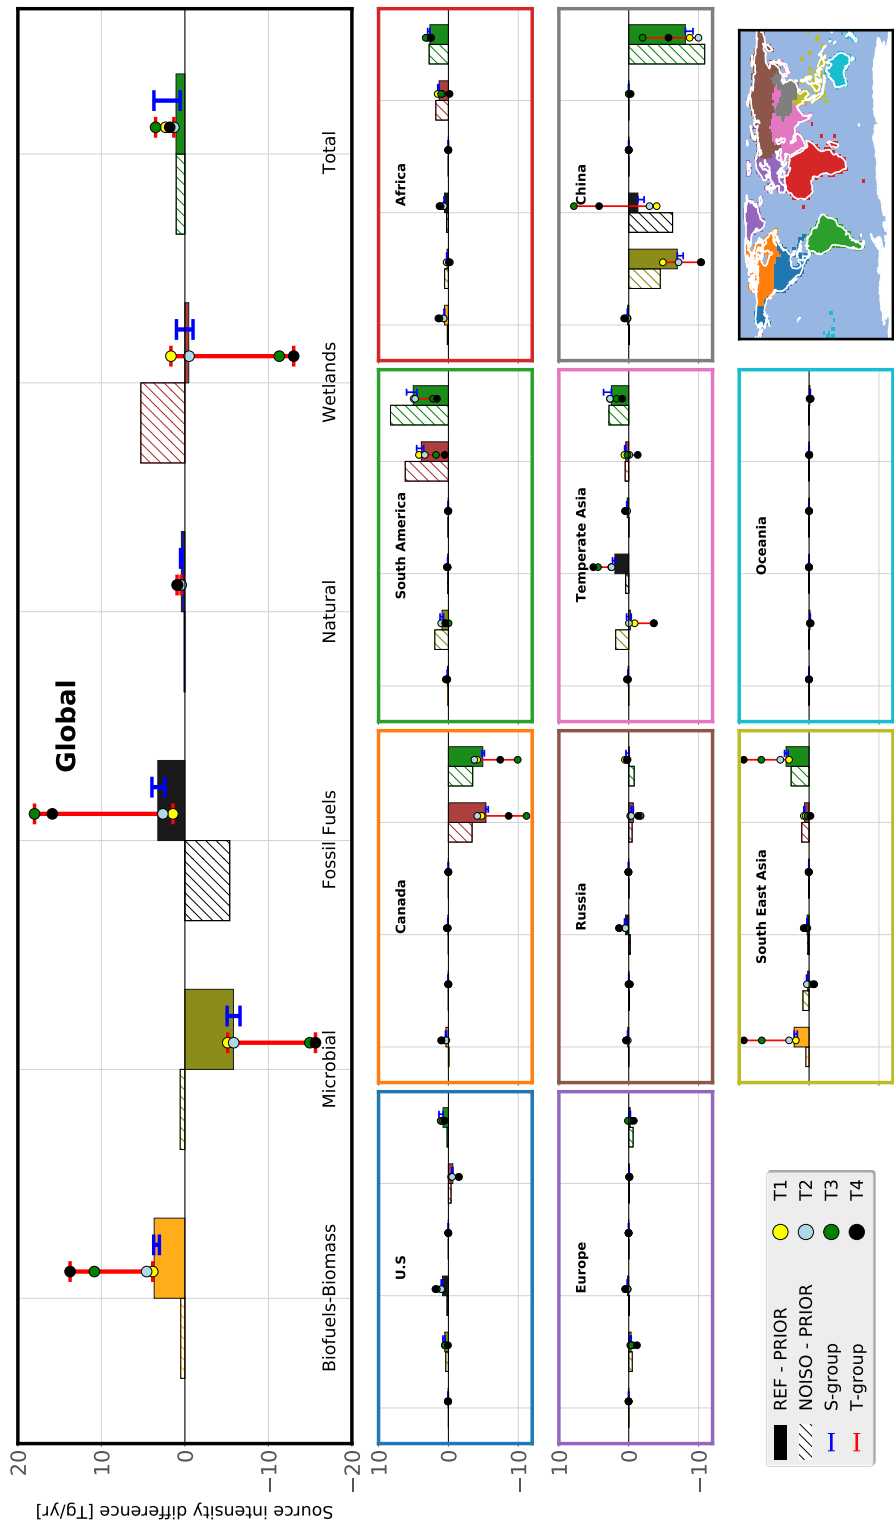 Source intensity difference [Tg/yr]
20
10
0
−10
−20
Global
Biofuels-Biomass
Microbial
Fossil Fuels
Natural
Wetlands
Total
10
0
−10
U.S
Canada
South America
Africa
10
0
−10
Europe
Russia
Temperate Asia
China
South East Asia
Oceania
REF - PRIOR
NOISO - PRIOR
S-group
T-group
T1
T2
T3
T4